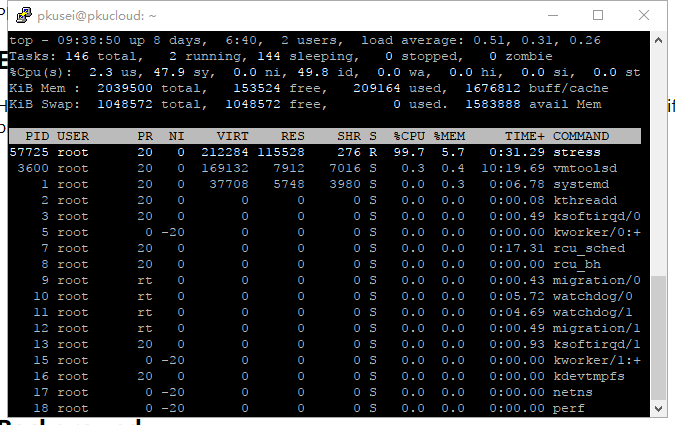 pkusei@pkucloud: ~
top - 09:38:50 up 8 days,  6:40,  2 users,  load average: 0.51, 0.31, 0.26
Tasks: 146 total,   2 running, 144 sleeping,   0 stopped,   0 zombie
%Cpu(s):  2.3 us, 47.9 sy,  0.0 ni, 49.8 id,  0.0 wa,  0.0 hi,  0.0 si,  0.0 st
KiB Mem :  2039500 total,   153524 free,   209164 used,  1676812 buff/cache
KiB Swap:  1048572 total,  1048572 free,        0 used.  1583888 avail Mem
PID USER      PR  NI    VIRT    RES    SHR S  %CPU %MEM     TIME+ COMMAND
57725 root      20   0  212284 115528    276 R  99.7  5.7   0:31.29 stress
3600 root      20   0  169132   7912   7016 S   0.3  0.4  10:19.69 vmtoolsd
1 root      20   0   37708   5748   3980 S   0.0  0.3   0:06.78 systemd
2 root      20   0       0      0      0 S   0.0  0.0   0:00.08 kthreadd
3 root      20   0       0      0      0 S   0.0  0.0   0:00.49 ksoftirqd/0
5 root       0 -20       0      0      0 S   0.0  0.0   0:00.00 kworker/0:+
7 root      20   0       0      0      0 S   0.0  0.0   0:17.31 rcu_sched
8 root      20   0       0      0      0 S   0.0  0.0   0:00.00 rcu_bh
9 root      rt   0       0      0      0 S   0.0  0.0   0:00.43 migration/0
10 root      rt   0       0      0      0 S   0.0  0.0   0:05.72 watchdog/0
11 root      rt   0       0      0      0 S   0.0  0.0   0:04.69 watchdog/1
12 root      rt   0       0      0      0 S   0.0  0.0   0:00.49 migration/1
13 root      20   0       0      0      0 S   0.0  0.0   0:00.93 ksoftirqd/1
15 root       0 -20       0      0      0 S   0.0  0.0   0:00.00 kworker/1:+
16 root      20   0       0      0      0 S   0.0  0.0   0:00.00 kdevtmpfs
17 root       0 -20       0      0      0 S   0.0  0.0   0:00.00 netns
18 root       0 -20       0      0      0 S   0.0  0.0   0:00.00 perf
if